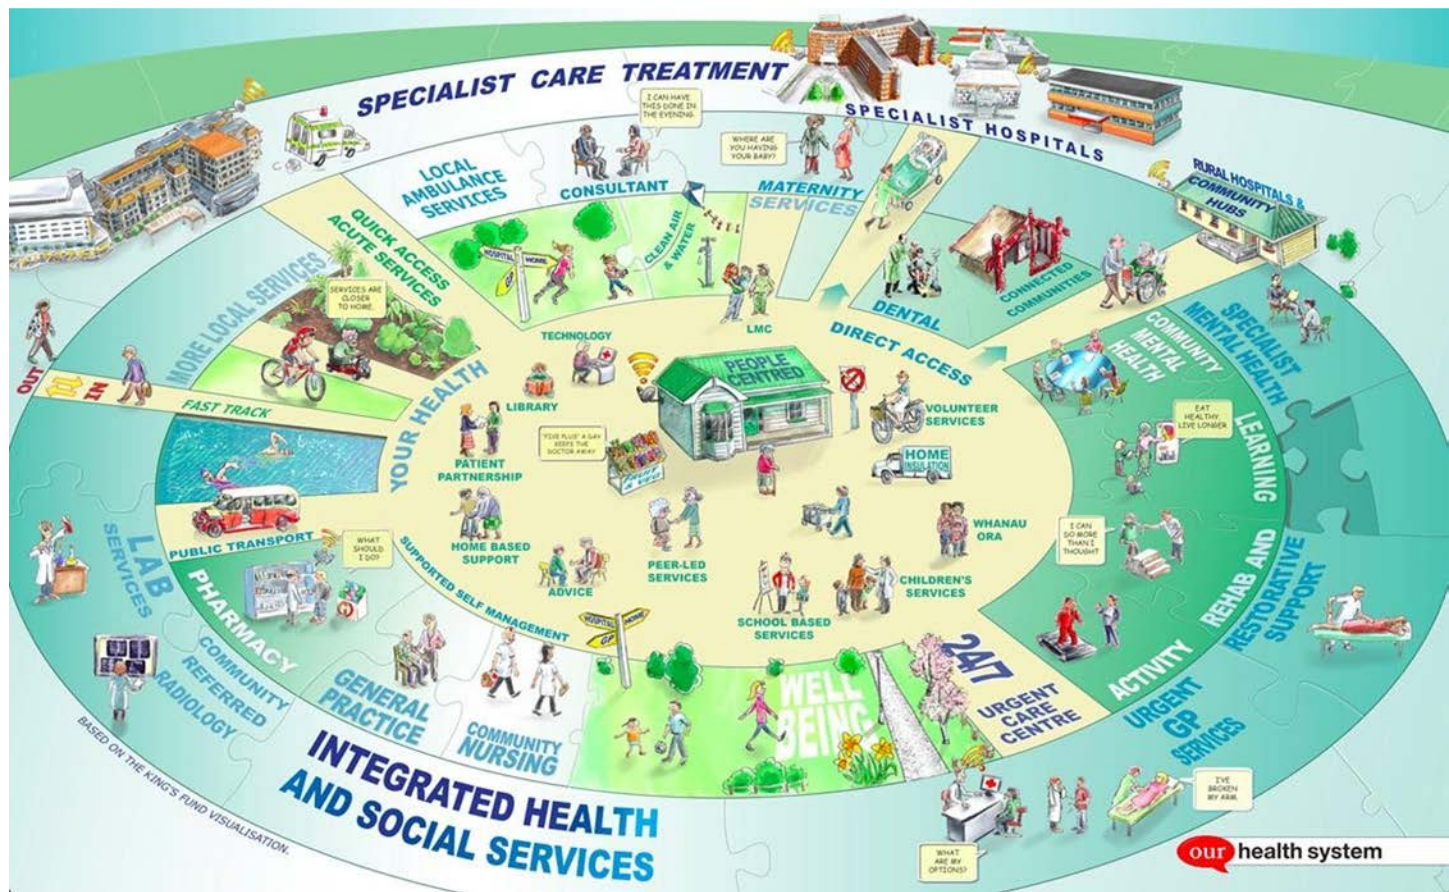 SPECIALIST CARE TREATMENT
SPECIALIST HOSPITALS
RURAL HOSPITALS &
COMMUNITY
HUBS
I CAN HAVE
THIS DONE IN
THE EVENING.
WHERE ARE
YOU HAVING
YOUR BABY?
LOCAL
AMBULANCE
SERVICES
CONSULTANT
MATERNITY
SERVICES
QUICK ACCESS
ACUTE SERVICES
HOSPITAL
HOME
GP
CLEAN AIR
& WATER
DENTAL
CONNECTED
COMMUNITIES
MORE LOCAL SERVICES
SERVICES ARE
CLOSER
TO HOME.
OUT
IN
FAST TRACK
YOUR HEALTH
TECHNOLOGY
LMC
DIRECT ACCESS
PEOPLE
CENTRED
LIBRARY
VOLUNTEER
SERVICES
"FIVE PLUS" A DAY
KEEPS THE
DOCTOR AWAY
FRUIT
& VEG
PATIENT
PARTNERSHIP
HOME
INSULATION
HOME BASED
SUPPORT
PEER-LED
SERVICES
WHANAU
ORA
ADVICE
CHILDREN'S
SERVICES
SCHOOL BASED
SERVICES
SUPPORTED SELF MANAGEMENT
COMMUNITY
MENTAL
HEALTH
SPECIALIST
MENTAL HEALTH
EAT
HEALTHY,
LIVE LONGER
LEARNING
I CAN
DO MORE
THAN I
THOUGHT
REHAB AND
RESTORATIVE
SUPPORT
ACTIVITY
PUBLIC TRANSPORT
WHAT
SHOULD
I DO?
LAB
SERVICES
PHARMACY
COMMUNITY
REFERRED
RADIOLOGY
GENERAL
PRACTICE
COMMUNITY
NURSING
HOSPITAL
HOME
GP
WELL
BEING
24/7
URGENT
CARE
CENTRE
URGENT
GP
SERVICES
I'VE
BROKEN
MY ARM.
WHAT
ARE MY
OPTIONS?
INTEGRATED HEALTH
AND SOCIAL SERVICES
BASED ON THE KING'S FUND VISUALISATION.
our health system